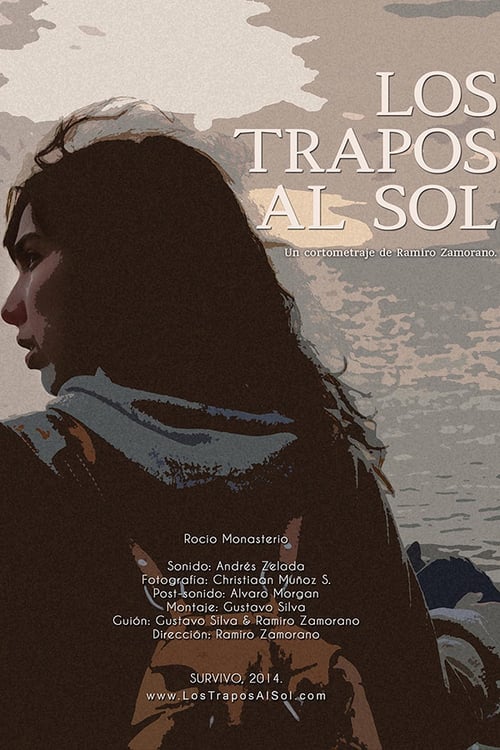 LOS
TRAPOS
AL SOL
Un cortometraje de Ramiro Zamorano.
Rocio Monasterio
Sonido: Andrés Zelada
Fotografía: Christiaan Muñoz S.
Post-sonido: Alvaro Morgan
Montaje: Gustavo Silva
Guión: Gustavo Silva & Ramiro Zamorano
Dirección: Ramiro Zamorano
SURVIVO, 2014.
www.LosTraposAlSol.com